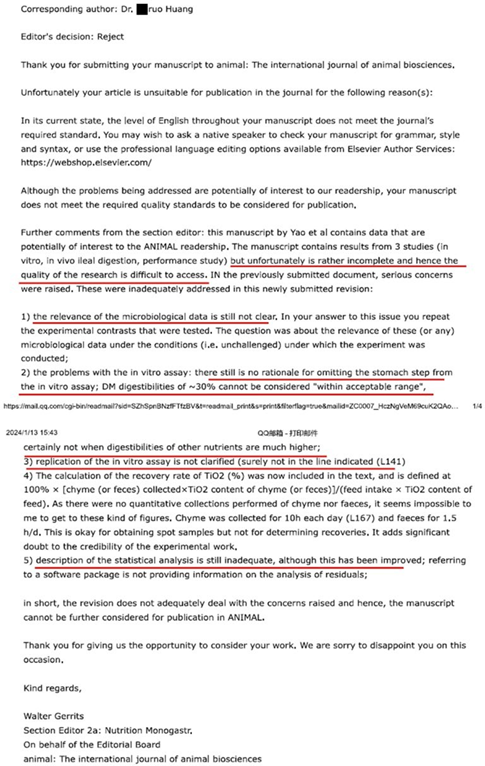 Corresponding author: Dr. ruo Huang
Editor's decision: Reject
Thank you for submitting your manuscript to animal: The international journal of animal biosciences.
Unfortunately your article is unsuitable for publication in the journal for the following reason(s):
In its current state, the level of English throughout your manuscript does not meet the journal's
required standard. You may wish to ask a native speaker to check your manuscript for grammar, style
and syntax, or use the professional language editing options available from Elsevier Author Services:
https://webshop.elsevier.com/
Although the problems being addressed are potentially of interest to our readership, your manuscript
does not meet the required quality standards to be considered for publication.
Further comments from the section editor: this manuscript by Yao et al contains data that are
potentially of interest to the ANIMAL readership. The manuscript contains results from 3 studies (in
vitro, in vivo ileal digestion, performance study) but unfortunately is rather incomplete and hence the
quality of the research is difficult to access. IN the previously submitted document, serious concerns
were raised. These were inadequately addressed in this newly submitted revision:
1) the relevance of the microbiological data is still not clear. In your answer to this issue you repeat
the experimental contrasts that were tested. The question was about the relevance of these (or any)
microbiological data under the conditions (i.e. unchallenged) under which the experiment was
conducted;
2) the problems with the in vitro assay: there still is no rationale for omitting the stomach step from
the in vitro assay; DM digestibilities of ~30% cannot be considered "within acceptable range",
1/4
2024/1/13 15:43 QQ邮箱 - 打印邮件
certainly not when digestibilities of other nutrients are much higher;
3) replication of the in vitro assay is not clarified (surely not in the line indicated (L141)
4) The calculation of the recovery rate of TiO2 (%) was now included in the text, and is defined at
100% × [chyme (or feces) collected×TiO2 content of chyme (or feces)]/(feed intake × TiO2 content of
feed). As there were no quantitative collections performed of chyme nor faeces, it seems impossible to
me to get to these kind of figures. Chyme was collected for 10h each day (L167) and faeces for 1.5
h/d. This is okay for obtaining spot samples but not for determining recoveries. It adds significant
doubt to the credibility of the experimental work.
5) description of the statistical analysis is still inadequate, although this has been improved; referring
to a software package is not providing information on the analysis of residuals;
in short, the revision does not adequately deal with the concerns raised and hence, the manuscript
cannot be further considered for publication in ANIMAL.
Thank you for giving us the opportunity to consider your work. We are sorry to disappoint you on this
occasion.
Kind regards,
Walter Gerrits
Section Editor 2a: Nutrition Monogastr.
On behalf of the Editorial Board
animal: The international journal of animal biosciences